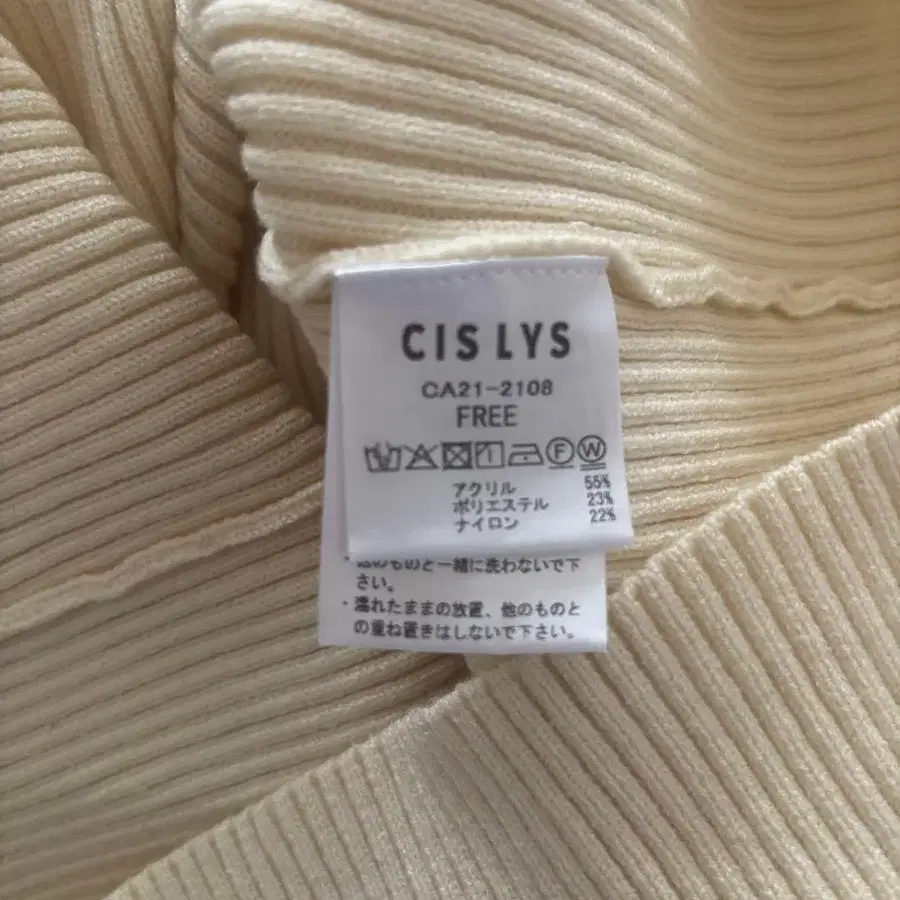 CISLYS
CA21-2108
FREE
F W
アクリル 55%
ポリエステル 23%
ナイロン 22%
のものと一緒に洗わないで下
さい。
・濡れたままの放置、他のものと
の重ね置きはしないで下さい。